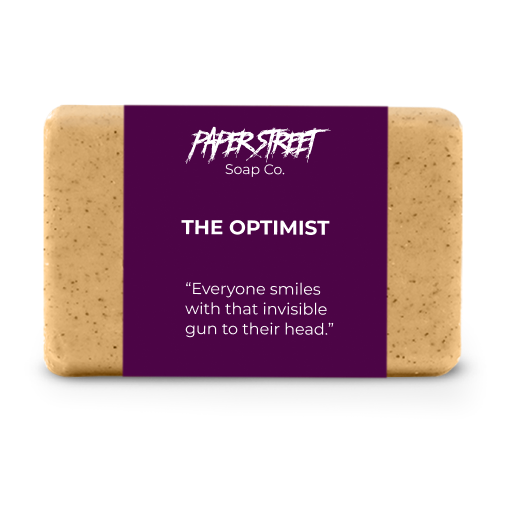 PAPER STREET
Soap Co.
THE OPTIMIST
“Everyone smiles
with that invisible
gun to their head.”